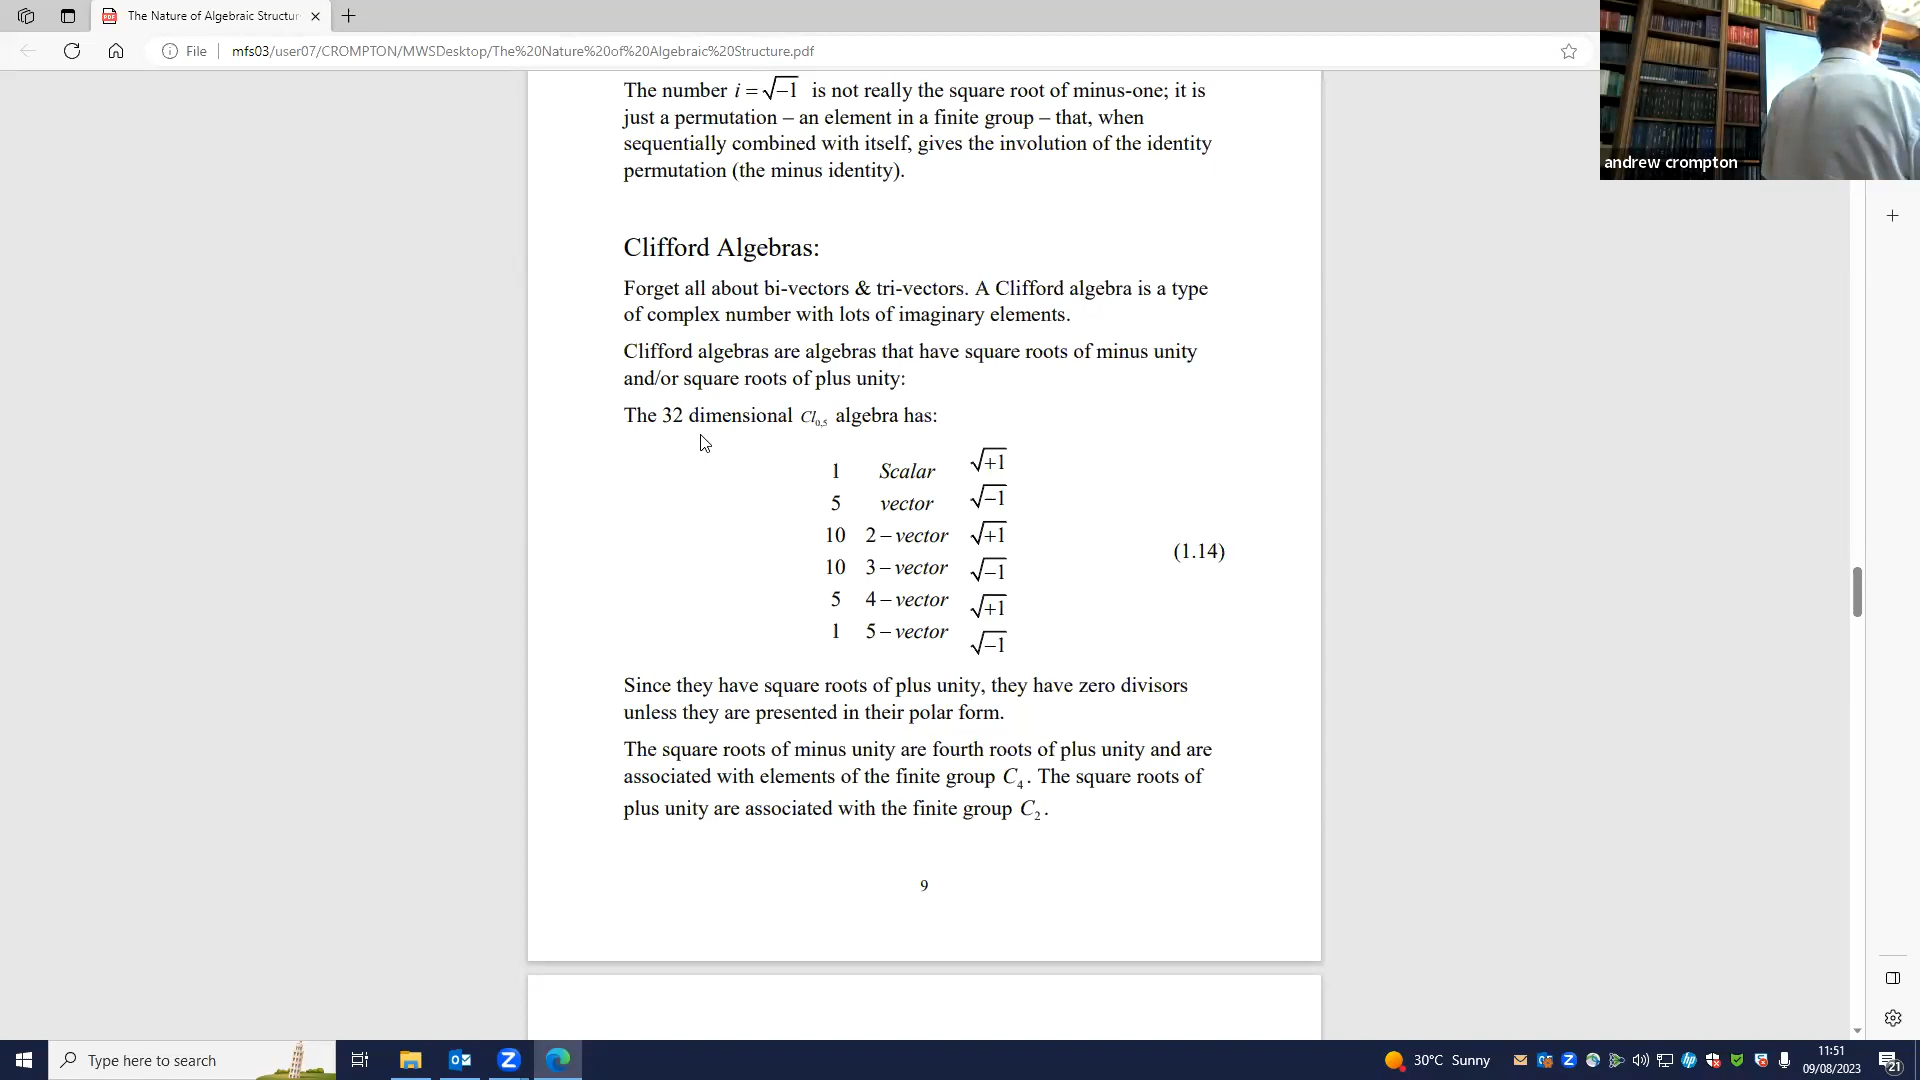 The Nature of Algebraic Structur
File
mfs03/user07/CROMPTON/MWSDesktop/The%20Nature%20of%20Algebraic%20Structure.pdf
andrew crompton
The number i = √−1 is not really the square root of minus-one; it is
just a permutation – an element in a finite group – that, when
sequentially combined with itself, gives the involution of the identity
permutation (the minus identity).
Clifford Algebras:
Forget all about bi-vectors & tri-vectors. A Clifford algebra is a type
of complex number with lots of imaginary elements.
Clifford algebras are algebras that have square roots of minus unity
and/or square roots of plus unity:
The 32 dimensional Cl₀,₅ algebra has:
1 Scalar √+1
5 vector √−1
10 2 − vector √+1
10 3 − vector √−1
5 4 − vector √+1
1 5 − vector √−1
(1.14)
Since they have square roots of plus unity, they have zero divisors
unless they are presented in their polar form.
The square roots of minus unity are fourth roots of plus unity and are
associated with elements of the finite group C₄. The square roots of
plus unity are associated with the finite group C₂.
9
Type here to search
30°C Sunny
11:51
09/08/2023
21